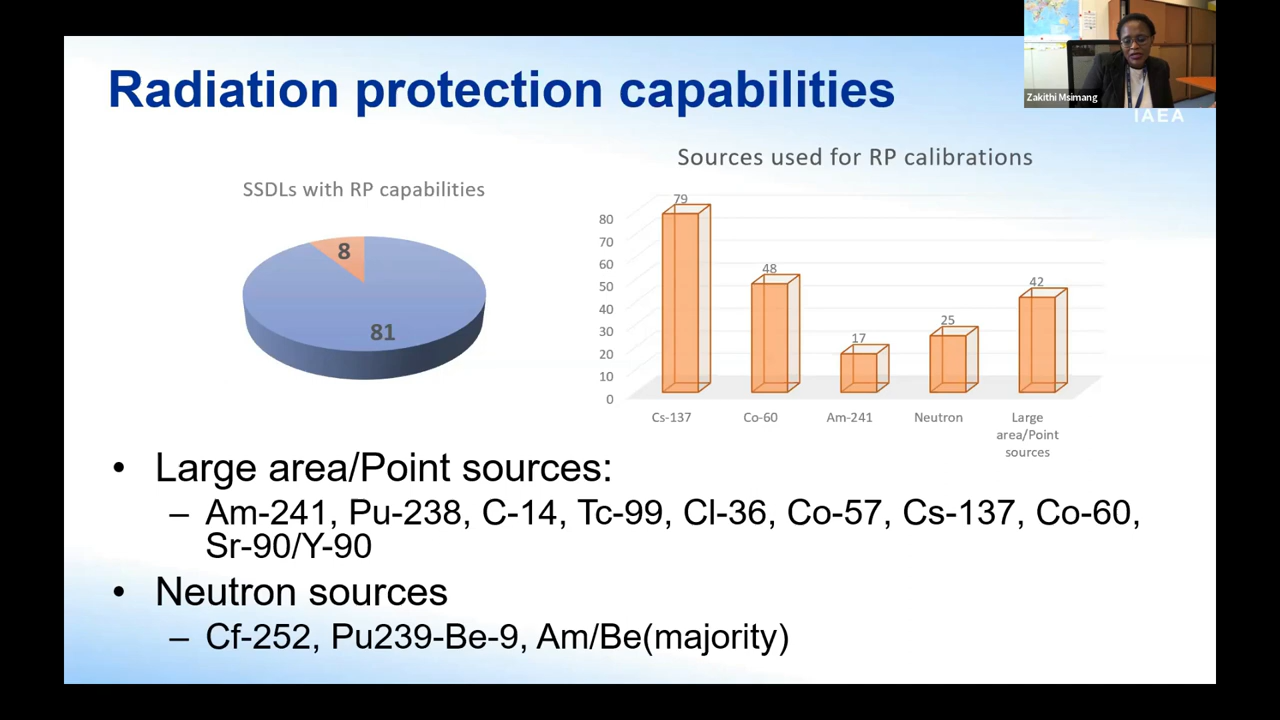 Radiation protection capabilities
Zakithi Msimang
IAEA
SSDLs with RP capabilities
8
81
Sources used for RP calibrations
80
70
60
50
40
30
20
10
0
79
48
17
25
42
Cs-137
Co-60
Am-241
Neutron
Large
area/Point
sources
• Large area/Point sources:
– Am-241, Pu-238, C-14, Tc-99, Cl-36, Co-57, Cs-137, Co-60,
Sr-90/Y-90
• Neutron sources
– Cf-252, Pu239-Be-9, Am/Be(majority)